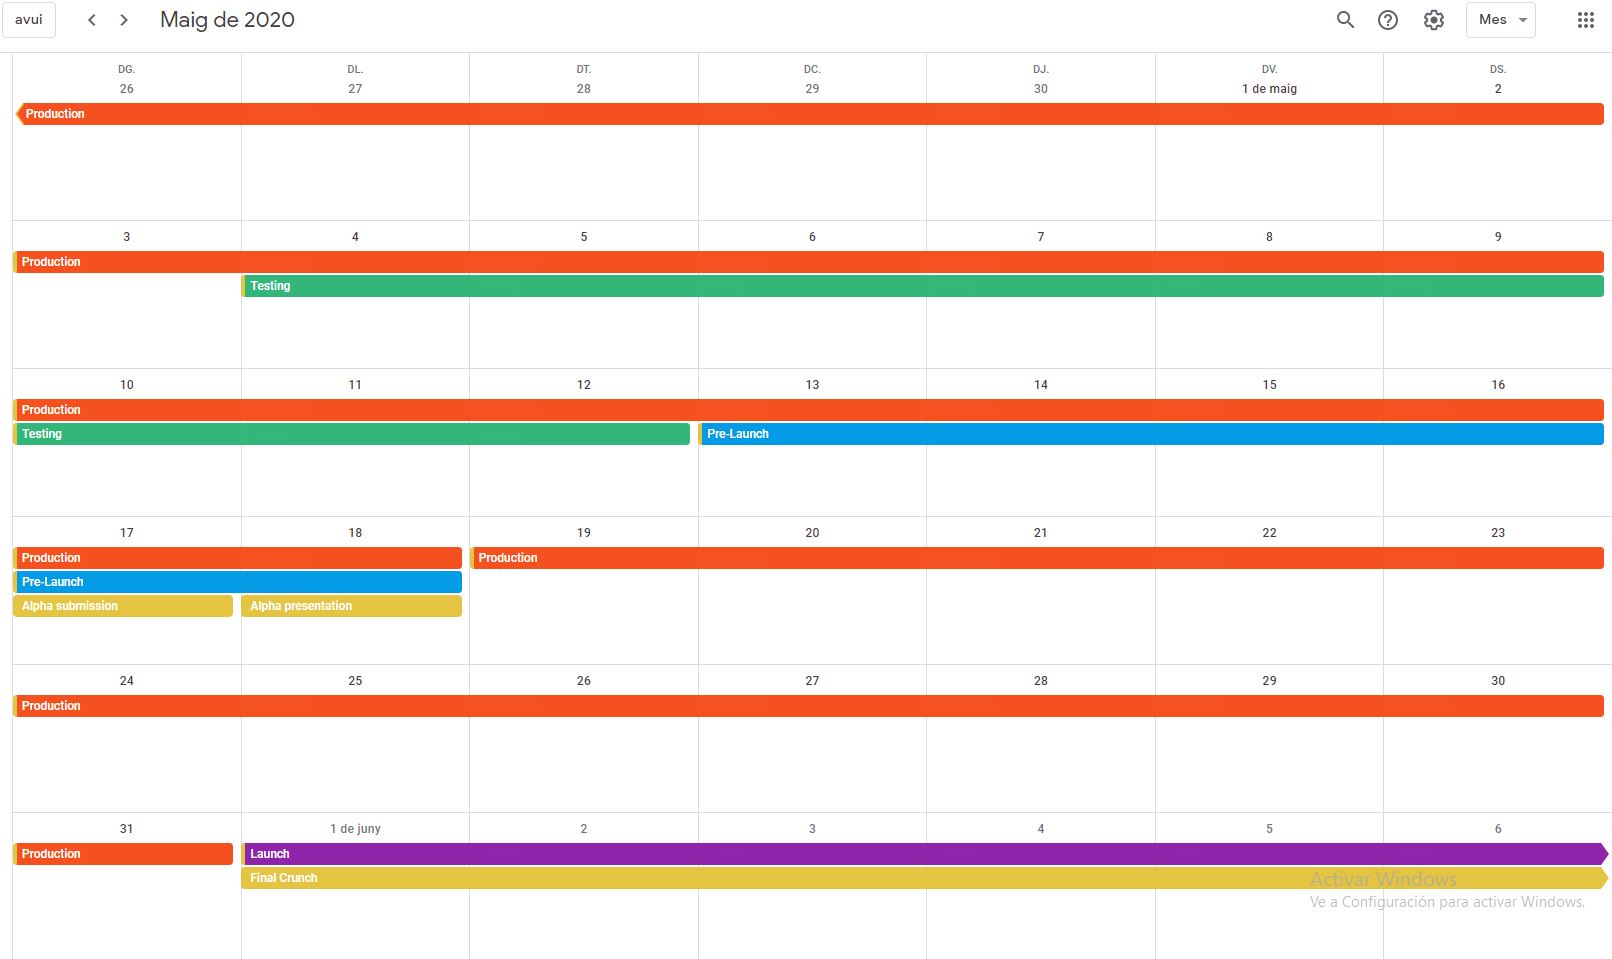 avui
Maig de 2020
Mes
DG. DL. DT. DC. DJ. DV. DS.
26 27 28 29 30 1 de maig 2
Production
3 4 5 6 7 8 9
Production
Testing
10 11 12 13 14 15 16
Production
Testing Pre-Launch
17 18 19 20 21 22 23
Production Production
Pre-Launch
Alpha submission Alpha presentation
24 25 26 27 28 29 30
Production
31 1 de juny 2 3 4 5 6
Production Launch
Final Crunch
Activar Windows
Ve a Configuración para activar Windows.